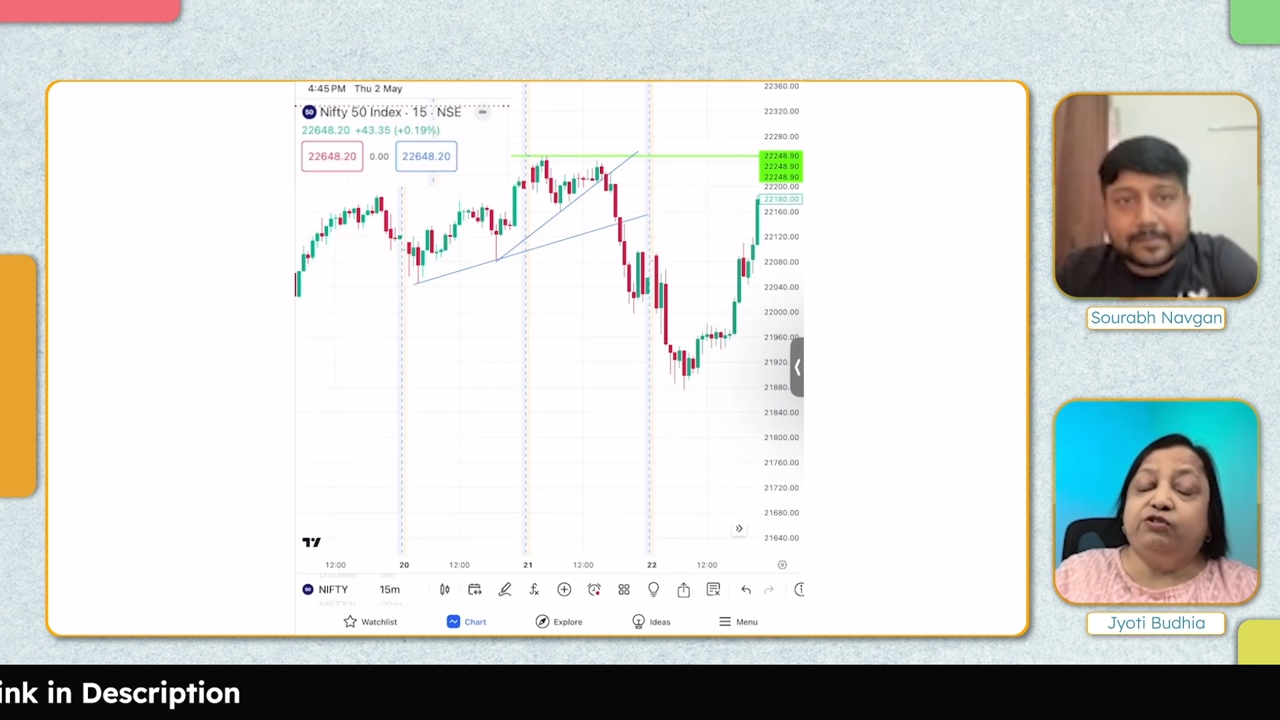 4:45 PM Thu 2 May
50 Nifty 50 Index · 15 · NSE
22648.20 +43.35 (+0.19%)
22648.20 0.00 22648.20
22360.00
22320.00
22280.00
22248.90
22248.90
22248.90
22200.00
22180.00
22160.00
22120.00
22080.00
22040.00
22000.00
21960.00
21920.
21880.00
21840.00
21800.00
21760.00
21720.00
21680.00
21640.00
12:00 20 12:00 21 12:00 22 12:00
NIFTY 15m
Watchlist Chart Explore Ideas Menu
Sourabh Navgan
Jyoti Budhia
ink in Description